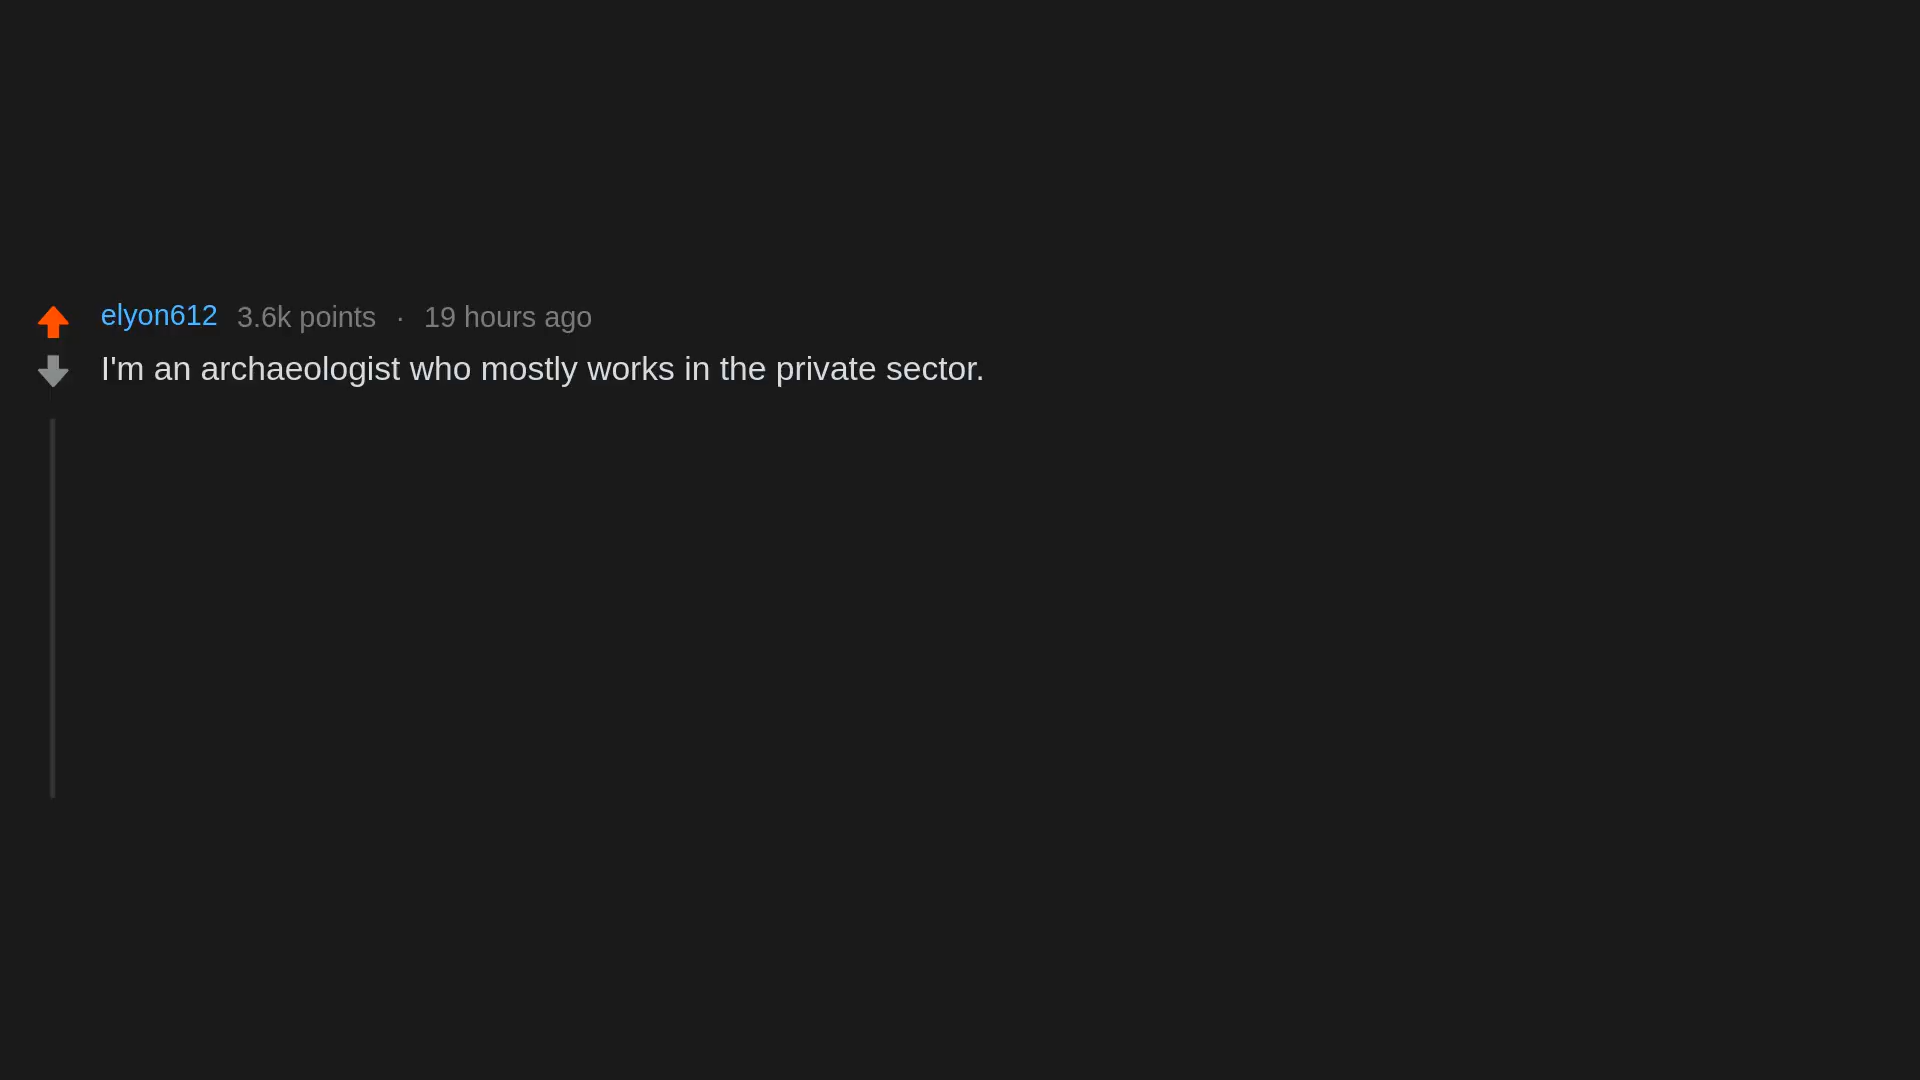 elyon612 3.6k points · 19 hours ago
I'm an archaeologist who mostly works in the private sector.